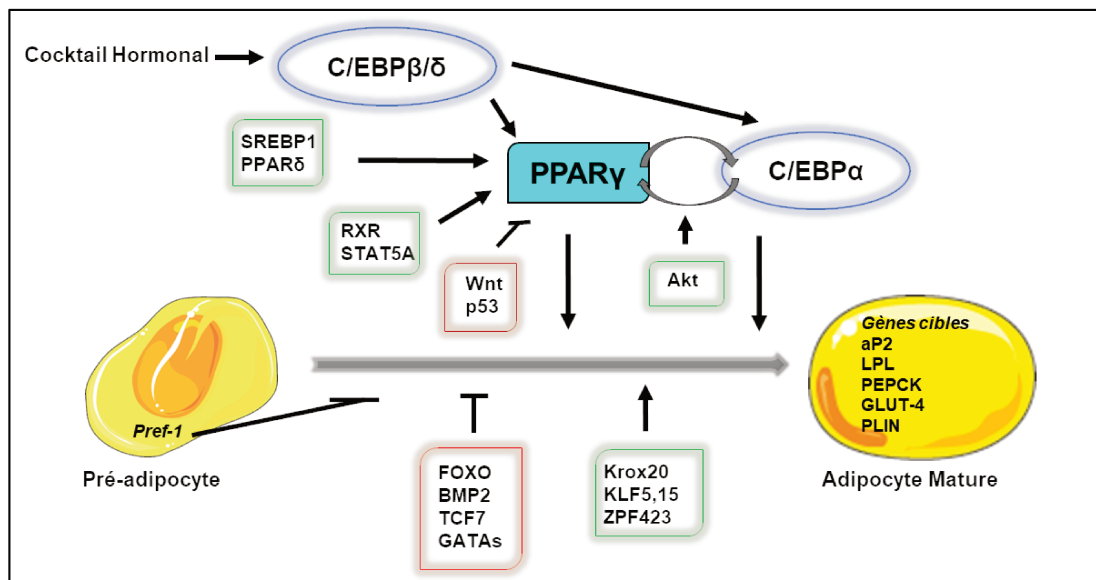 Cocktail Hormonal
C/EBPβ/δ
SREBP1
PPARδ
PPARγ
C/EBPα
RXR
STAT5A
Wnt
p53
Akt
Gènes cibles
aP2
LPL
PEPCK
GLUT-4
PLIN
Pref-1
Pré-adipocyte
FOXO
BMP2
TCF7
GATAs
Krox20
KLF5,15
ZPF423
Adipocyte Mature